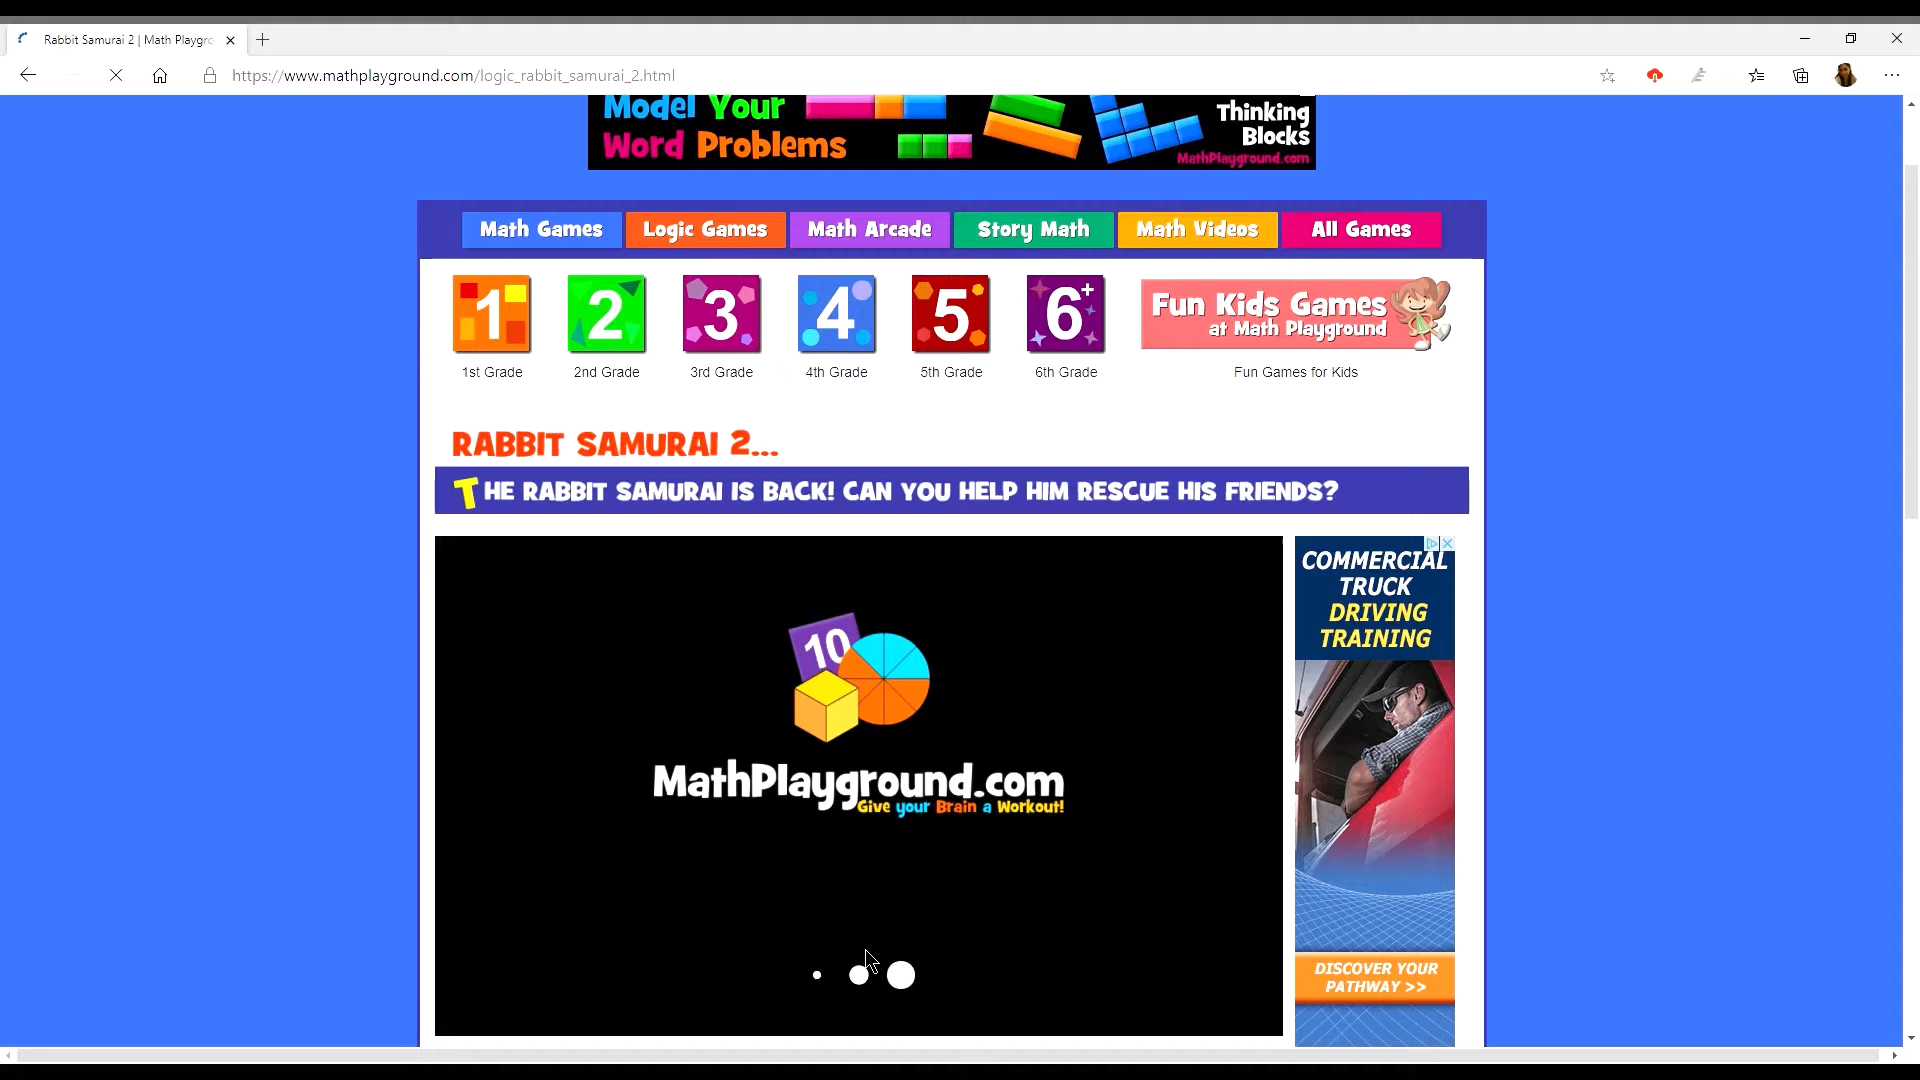 Rabbit Samurai 2 | Math Playgro
https://www.mathplayground.com/logic_rabbit_samurai_2.html
Model Your
Word Problems
Thinking
Blocks
MathPlayground.com
Math Games
Logic Games
Math Arcade
Story Math
Math Videos
All Games
1
2
3
4
5
6+
Fun Kids Games
at Math Playground
1st Grade
2nd Grade
3rd Grade
4th Grade
5th Grade
6th Grade
Fun Games for Kids
RABBIT SAMURAI 2...
THE RABBIT SAMURAI IS BACK! CAN YOU HELP HIM RESCUE HIS FRIENDS?
10
MathPlayground.com
Give your Brain a Workout!
COMMERCIAL
TRUCK
DRIVING
TRAINING
DISCOVER YOUR
PATHWAY >>